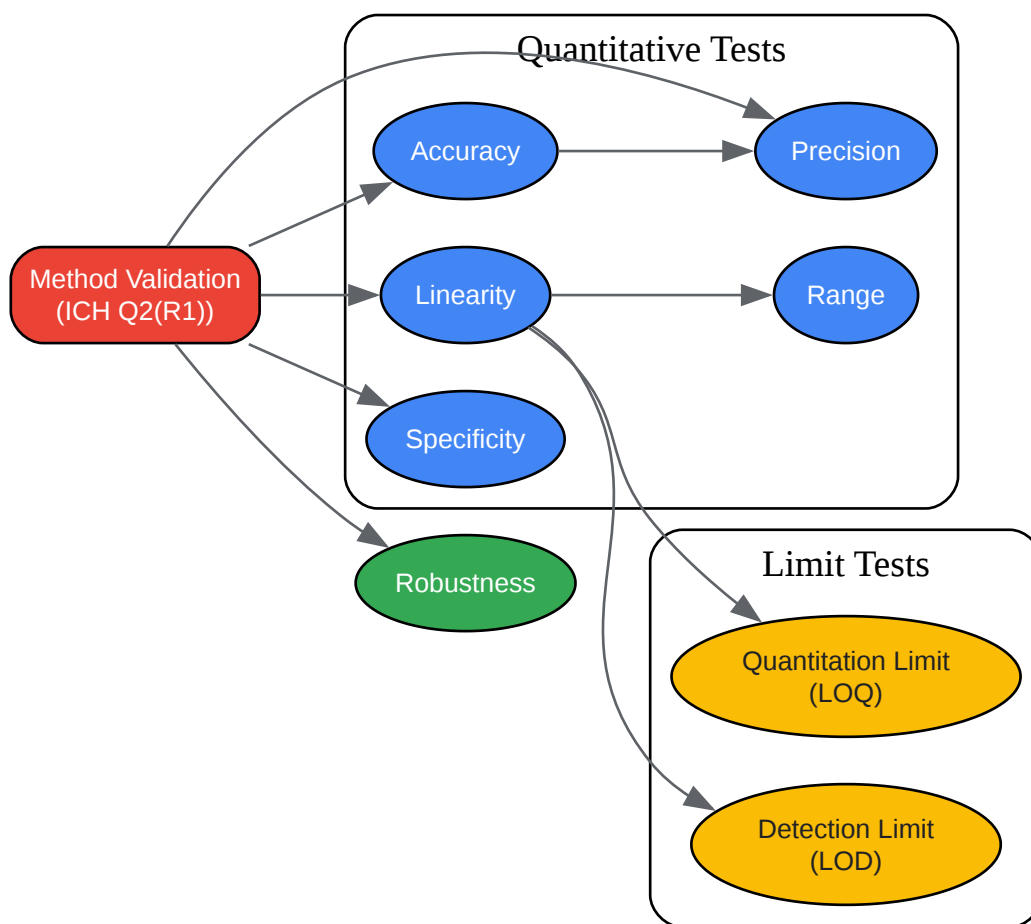 Quantitative Tests
Accuracy
Precision
Method Validation
(ICH Q2(R1))
Linearity
Range
Specificity
Robustness
Limit Tests
Quantitation Limit
(LOQ)
Detection Limit
(LOD)